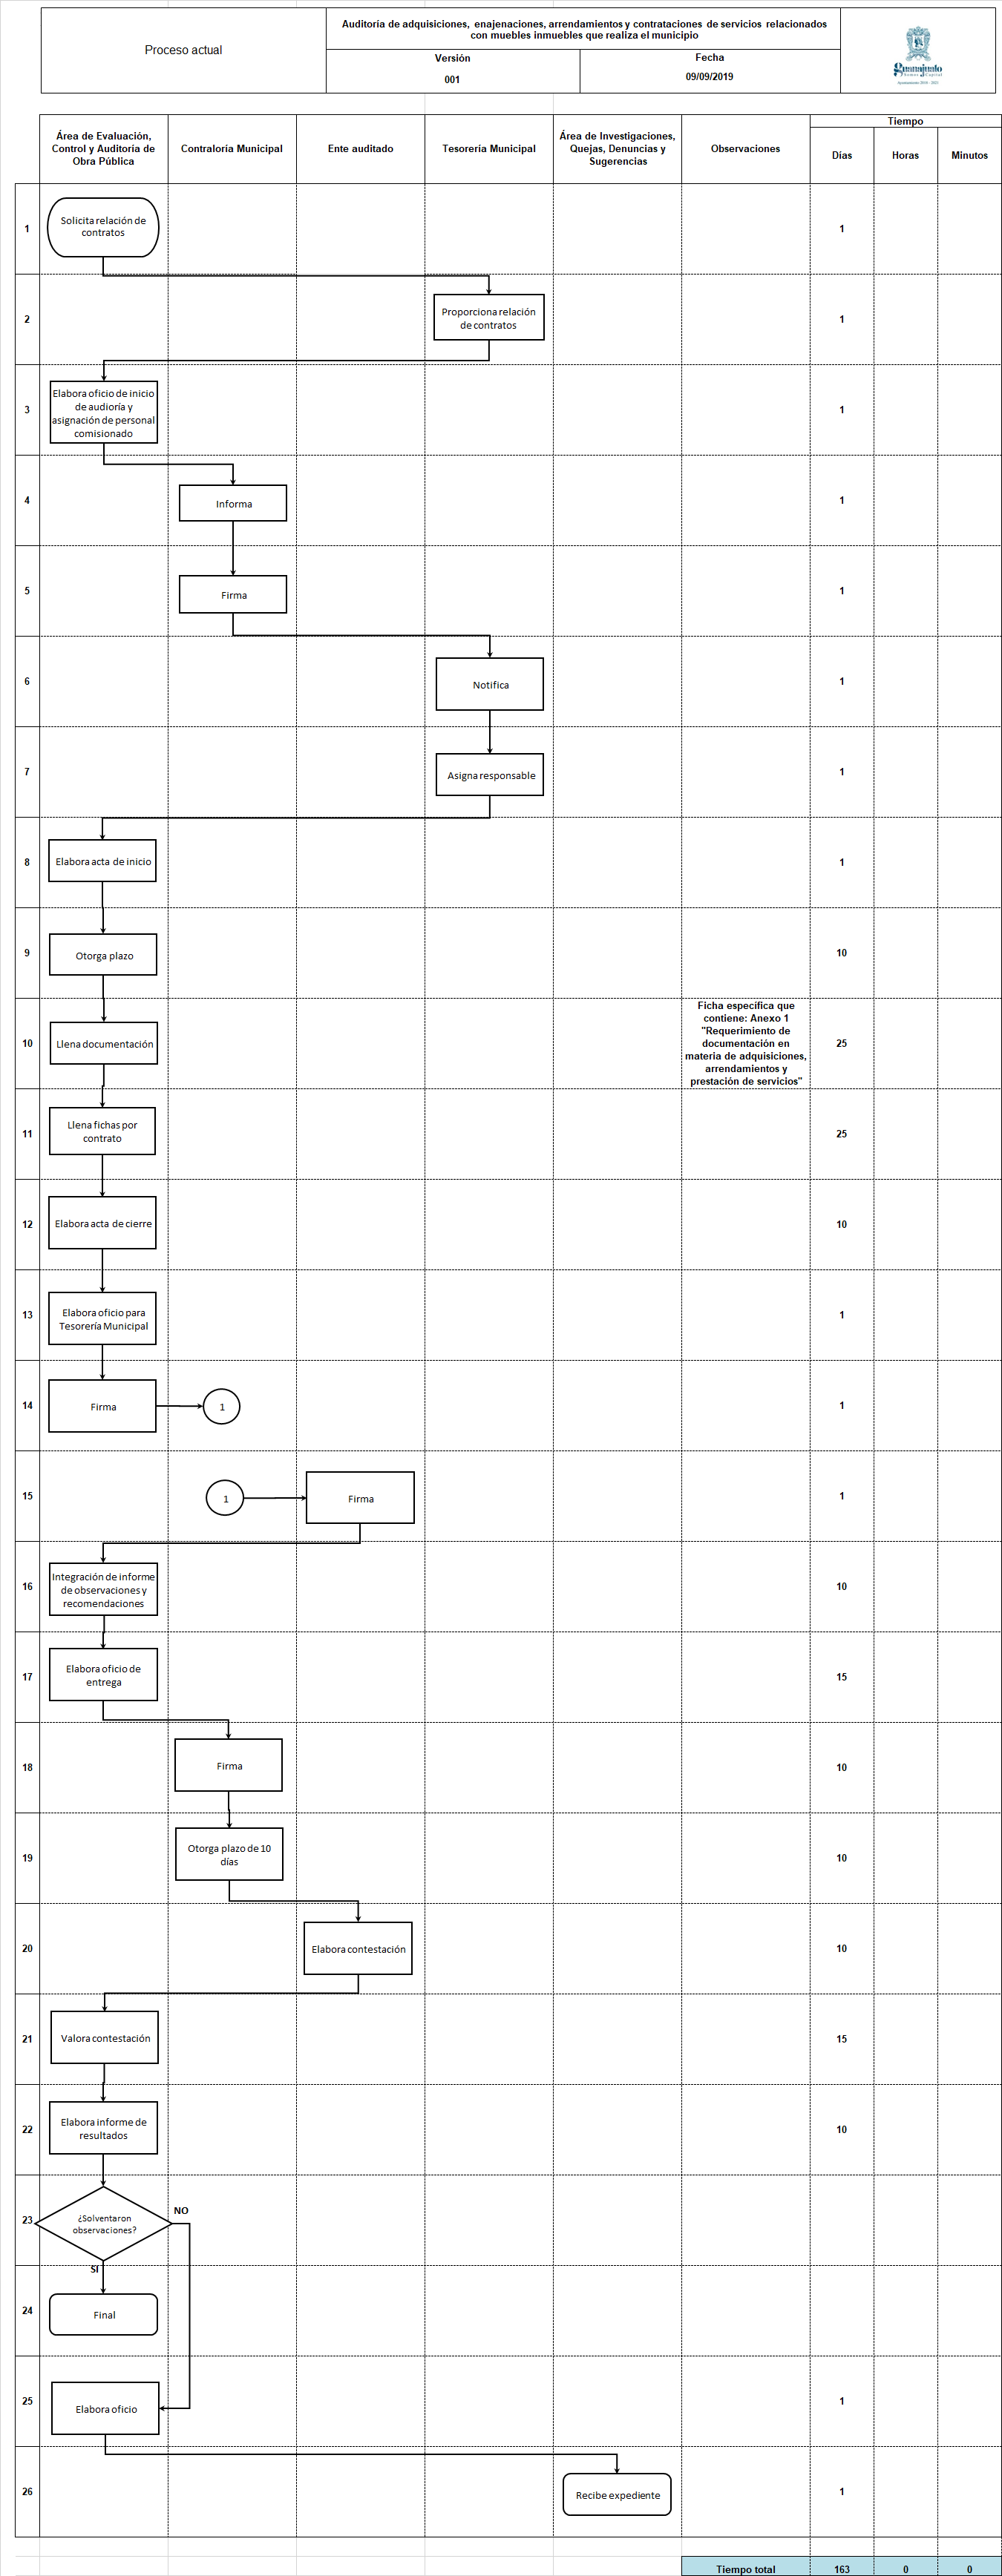 Proceso actual
Auditoría de adquisiciones, enajenaciones, arrendamientos y contrataciones de servicios relacionados
con muebles inmuebles que realiza el municipio
Versión
Fecha
001
09/09/2019
Guanajuato
Somos Capital
Área de Evaluación,
Control y Auditoría de
Obra Pública
Contraloría Municipal
Ente auditado
Tesorería Municipal
Área de Investigaciones,
Quejas, Denuncias y
Sugerencias
Observaciones
Tiempo
Días
Horas
Minutos
1
Solicita relación de
contratos
1
2
Proporciona relación
de contratos
1
3
Elabora oficio de inicio
de audioría y
asignación de personal
comisionado
1
4
Informa
1
5
Firma
1
6
Notifica
1
7
Asigna responsable
1
8
Elabora acta de inicio
1
9
Otorga plazo
10
10
Llena documentación
Ficha específica que
contiene: Anexo 1
"Requerimiento de
documentación en
materia de adquisiciones,
arrendamientos y
prestación de servicios"
25
11
Llena fichas por
contrato
25
12
Elabora acta de cierre
10
13
Elabora oficio para
Tesorería Municipal
1
14
Firma
1
1
15
1
Firma
1
16
Integración de informe
de observaciones y
recomendaciones
10
17
Elabora oficio de
entrega
15
18
Firma
10
19
Otorga plazo de 10
días
10
20
Elabora contestación
10
21
Valora contestación
15
22
Elabora informe de
resultados
10
23
¿Solventaron
observaciones?
NO
SI
24
Final
25
Elabora oficio
1
26
Recibe expediente
1
Tiempo total
163
0
0